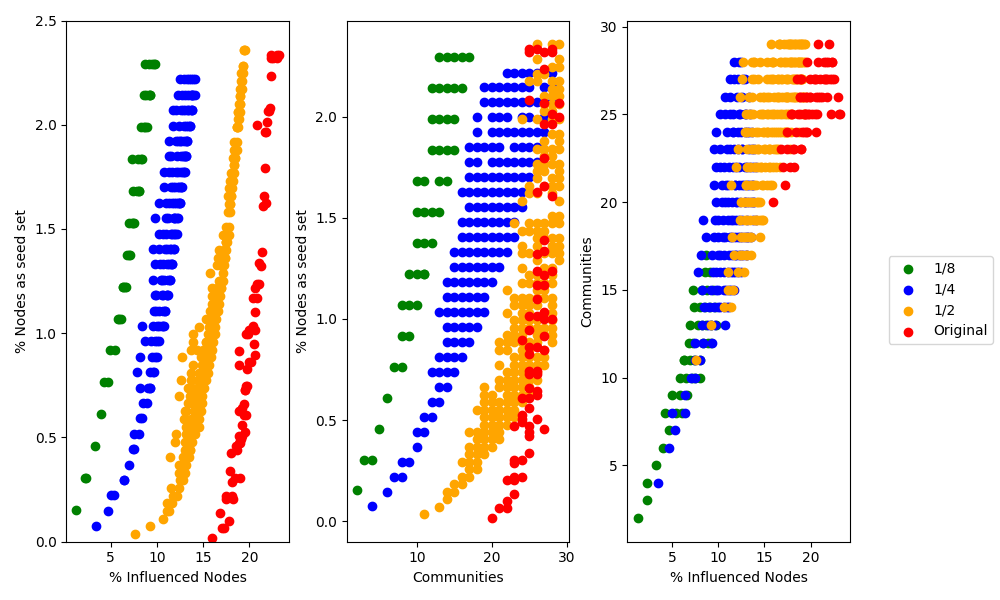 2.5
2.0
1.5
1.0
0.5
0.0
% Nodes as seed set
5 10 15 20
% Influenced Nodes
2.0
1.5
1.0
0.5
0.0
% Nodes as seed set
10 20 30
Communities
30
25
20
15
10
5
Communities
5 10 15 20
% Influenced Nodes
1/8
1/4
1/2
Original